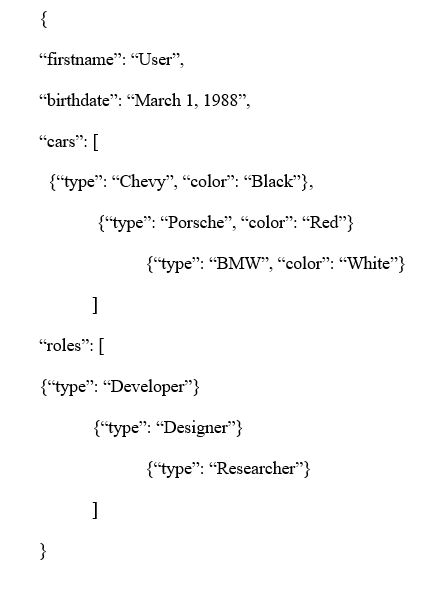 {
“firstname”: “User”,
“birthdate”: “March 1, 1988”,
“cars”: [
{“type”: “Chevy”, “color”: “Black”},
{“type”: “Porsche”, “color”: “Red”}
{“type”: “BMW”, “color”: “White”}
]
“roles”: [
{“type”: “Developer”}
{“type”: “Designer”}
{“type”: “Researcher”}
]
}